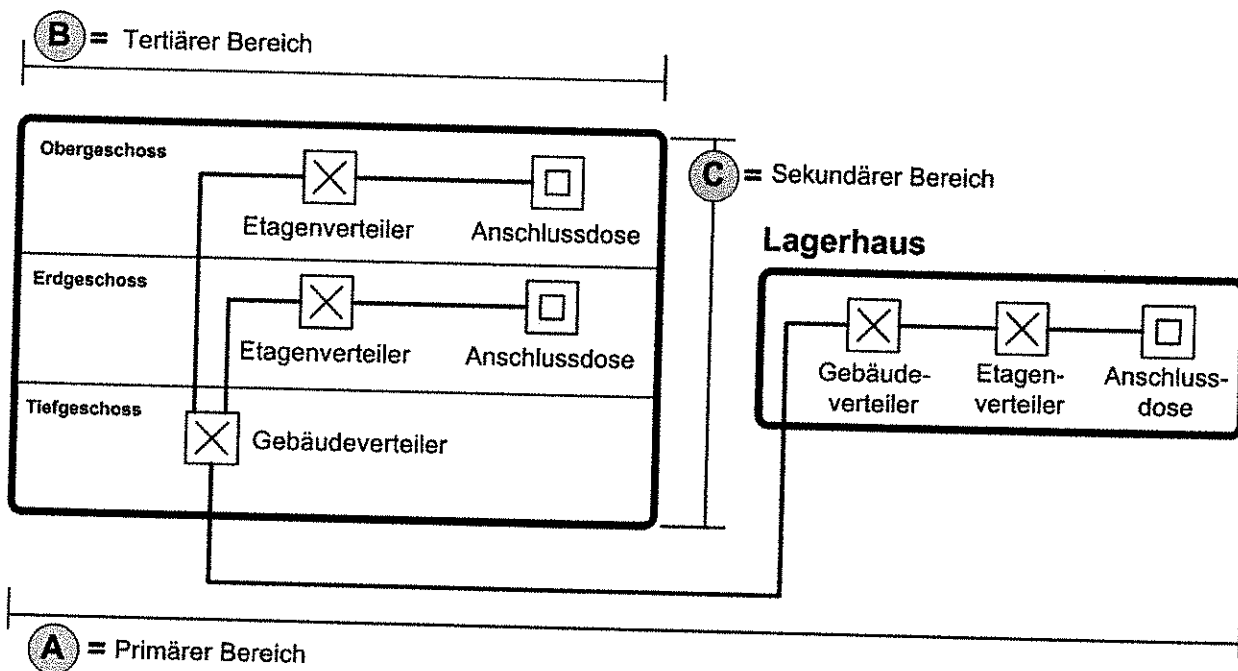 B = Tertiärer Bereich
Obergeschoss
Etagenverteiler Anschlussdose
C = Sekundärer Bereich
Lagerhaus
Erdgeschoss
Etagenverteiler Anschlussdose
Gebäude-
verteiler
Etagen-
verteiler
Anschluss-
dose
Tiefgeschoss
Gebäudeverteiler
A = Primärer Bereich